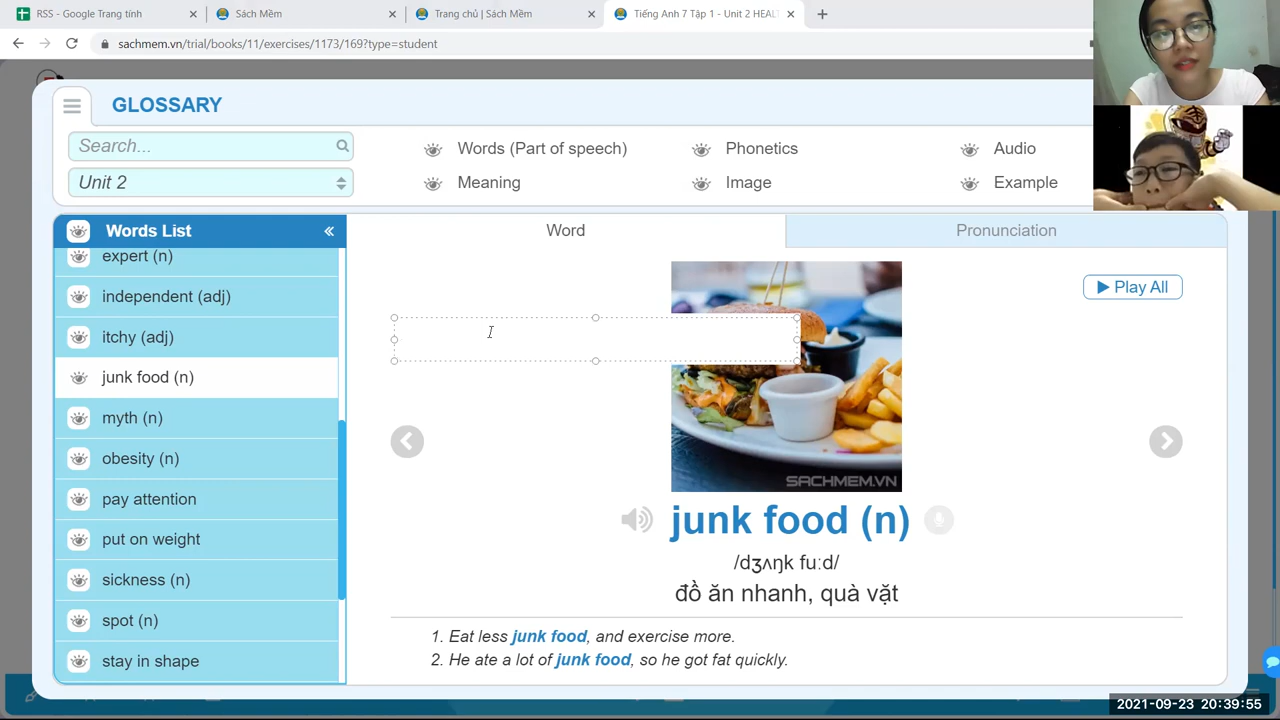 RSS - Google Trang tính
Sách Mềm
Trang chủ | Sách Mềm
Tiếng Anh 7 Tập 1 - Unit 2 HEAL
sachmem.vn/trial/books/11/exercises/1173/169?type=student
GLOSSARY
Search...
Unit 2
Words (Part of speech)
Phonetics
Audio
Meaning
Image
Example
Words List
«
expert (n)
independent (adj)
itchy (adj)
junk food (n)
myth (n)
obesity (n)
pay attention
put on weight
sickness (n)
spot (n)
stay in shape
Word
Pronunciation
Play All
SACHMEM.VN
junk food (n)
/dʒʌŋk fuːd/
đồ ăn nhanh, quà vặt
1. Eat less junk food, and exercise more.
2. He ate a lot of junk food, so he got fat quickly.
2021-09-23 20:39:55